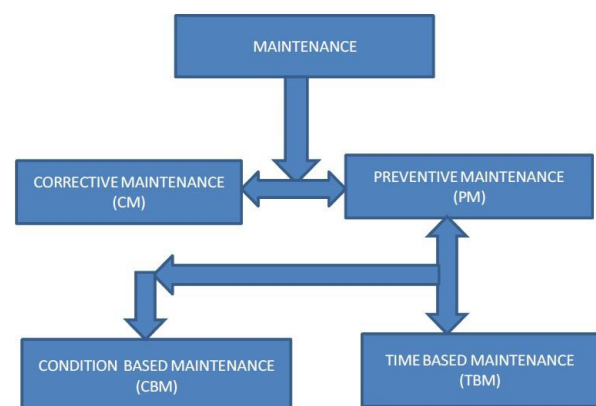 MAINTENANCE
CORRECTIVE MAINTENANCE
(CM)
PREVENTIVE MAINTENANCE
(PM)
CONDITION BASED MAINTENANCE
(CBM)
TIME BASED MAINTENANCE
(TBM)